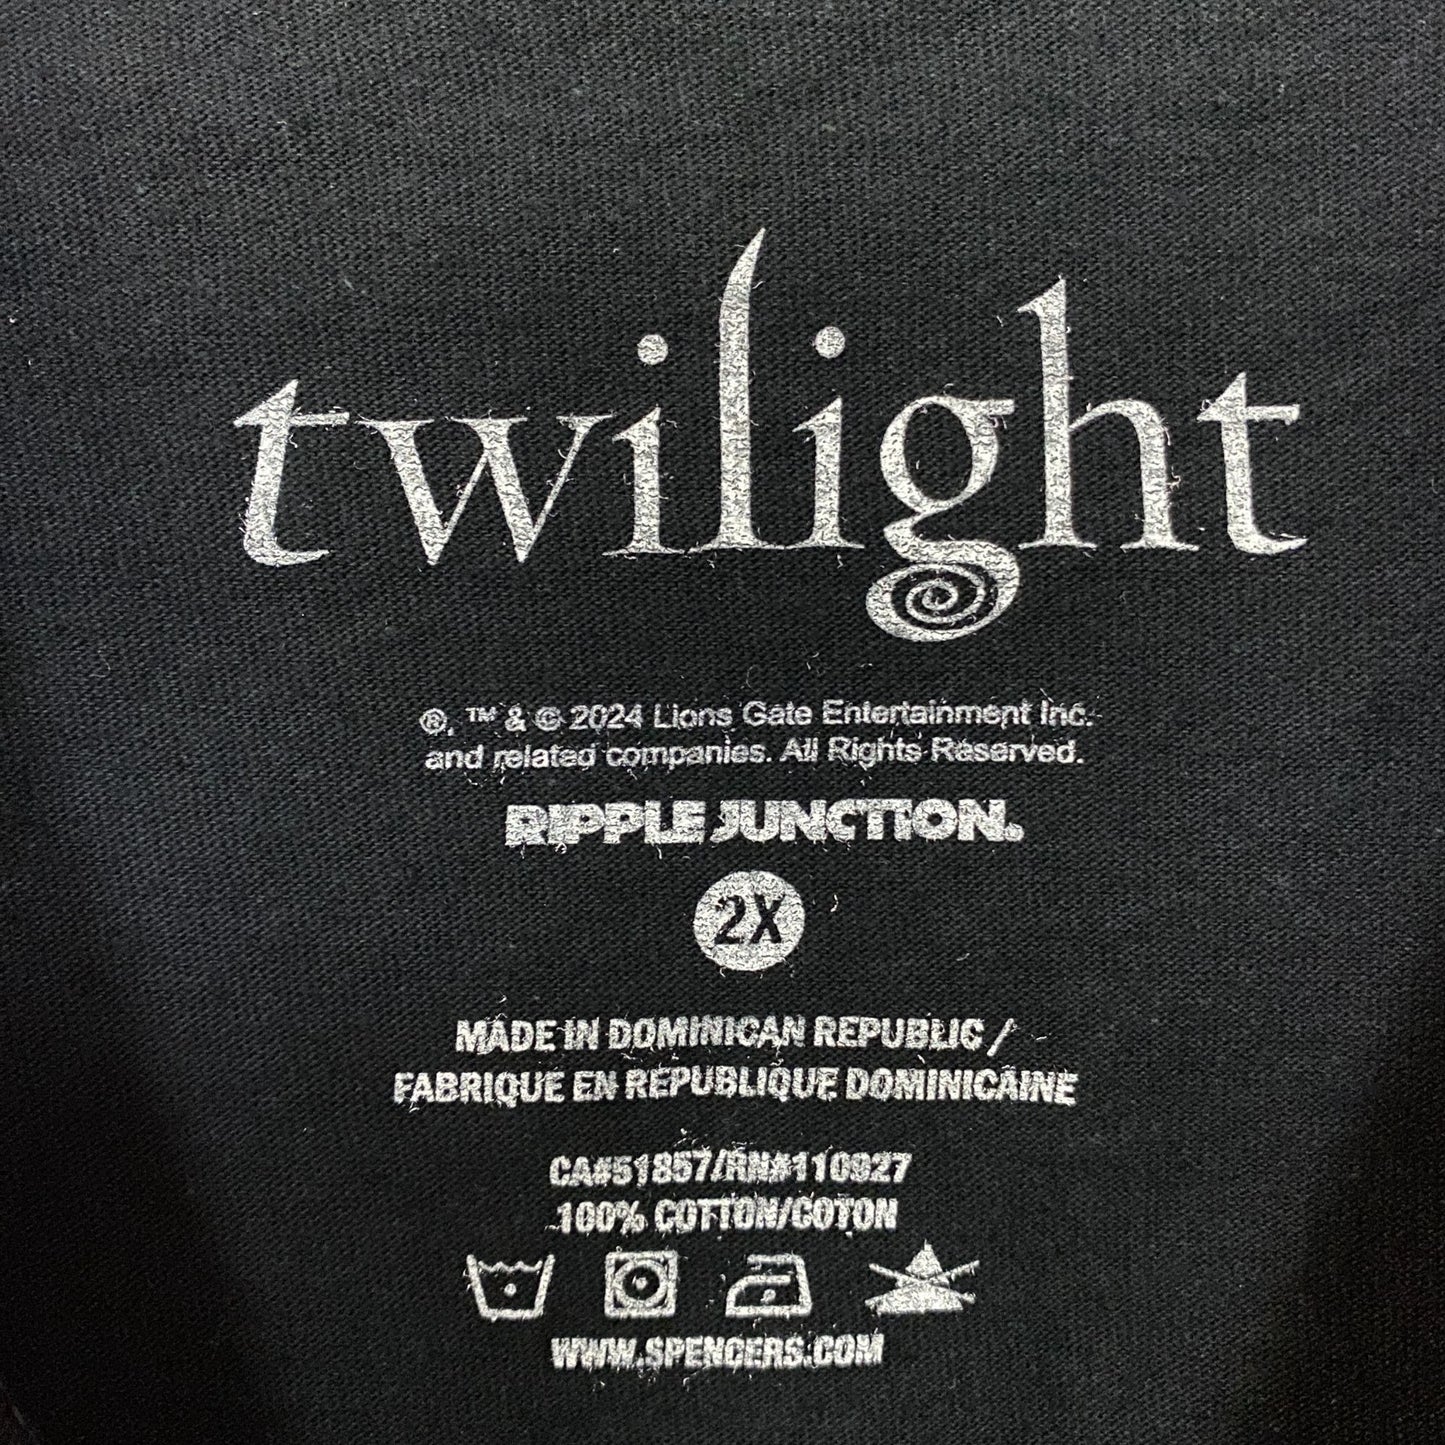 twilight
®, ™ & © 2024 Lions Gate Entertainment Inc.
and related companies. All Rights Reserved.
RIPPLE JUNCTION®
2X
MADE IN DOMINICAN REPUBLIC /
FABRIQUE EN REPUBLIQUE DOMINICAINE
CA#51857/RN#110927
100% COTTON/COTON
WWW.SPENCERS.COM